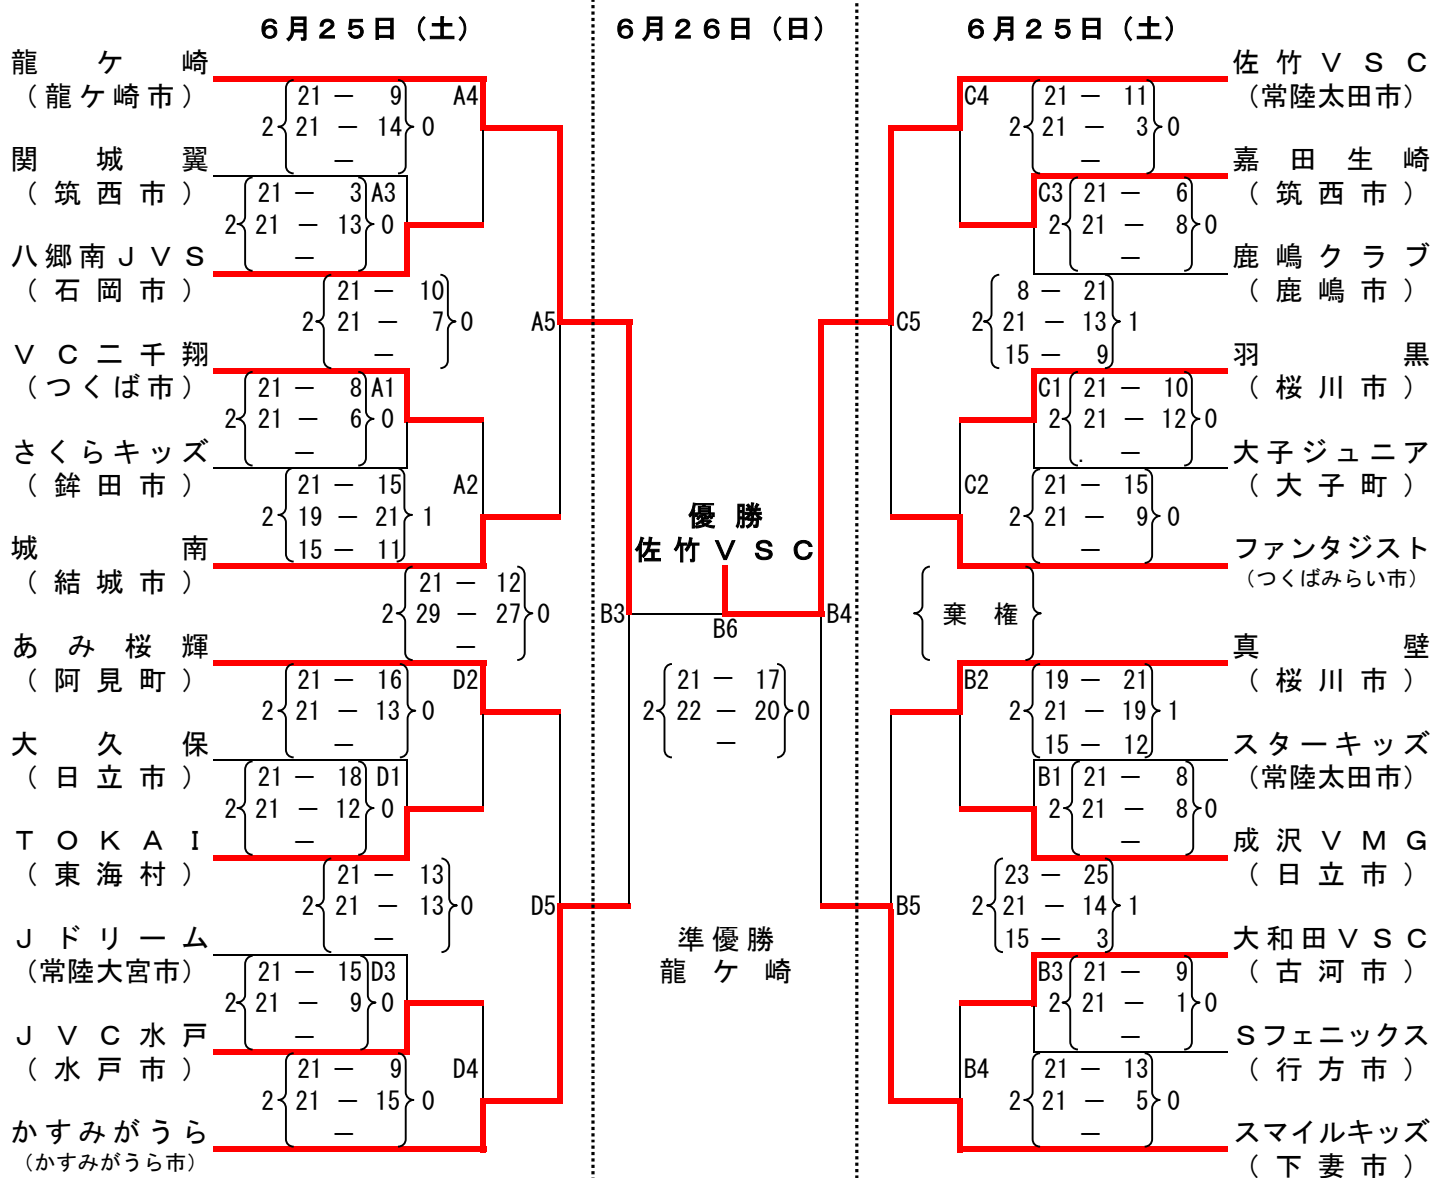 ６月２５日（土）
６月２６日（日）
６月２５日（土）
龍ケ崎
（龍ケ崎市）
21 － 9
A4
2 21 － 14 0
－
関城翼
（筑西市）
21 － 3 A3
2 21 － 13 0
－
八郷南ＪＶＳ
（石岡市）
21 － 10
2 21 － 7 0
－
A5
ＶＣ二千翔
（つくば市）
21 － 8 A1
2 21 － 6 0
－
さくらキッズ
（鉾田市）
21 － 15
A2
2 19 － 21 1
15 － 11
城南
（結城市）
21 － 12
2 29 － 27 0
－
あみ桜輝
（阿見町）
21 － 16
D2
2 21 － 13 0
－
大久保
（日立市）
21 － 18 D1
2 21 － 12 0
－
ＴＯＫＡＩ
（東海村）
21 － 13
2 21 － 13 0
－
D5
Ｊドリーム
（常陸大宮市）
21 － 15 D3
2 21 － 9 0
－
ＪＶＣ水戸
（水戸市）
21 － 9
D4
2 21 － 15 0
－
かすみがうら
（かすみがうら市）
優勝
佐竹ＶＳＣ
B3
B4
B6
21 － 17
2 22 － 20 0
－
準優勝
龍ケ崎
佐竹ＶＳＣ
（常陸太田市）
C4
21 － 11
2 21 － 3 0
－
嘉田生崎
（筑西市）
C3 21 － 6
2 21 － 8 0
－
鹿嶋クラブ
（鹿嶋市）
C5
8 － 21
2 21 － 13 1
15 － 9
羽黒
（桜川市）
C1 21 － 10
2 21 － 12 0
－
大子ジュニア
（大子町）
C2
21 － 15
2 21 － 9 0
－
ファンタジスト
（つくばみらい市）
棄権
真壁
（桜川市）
B2
19 － 21
2 21 － 19 1
15 － 12
スターキッズ
（常陸太田市）
B1 21 － 8
2 21 － 8 0
－
成沢ＶＭＧ
（日立市）
B5
23 － 25
2 21 － 14 1
15 － 3
大和田ＶＳＣ
（古河市）
B3 21 － 9
2 21 － 1 0
－
Ｓフェニックス
（行方市）
B4
21 － 13
2 21 － 5 0
－
スマイルキッズ
（下妻市）